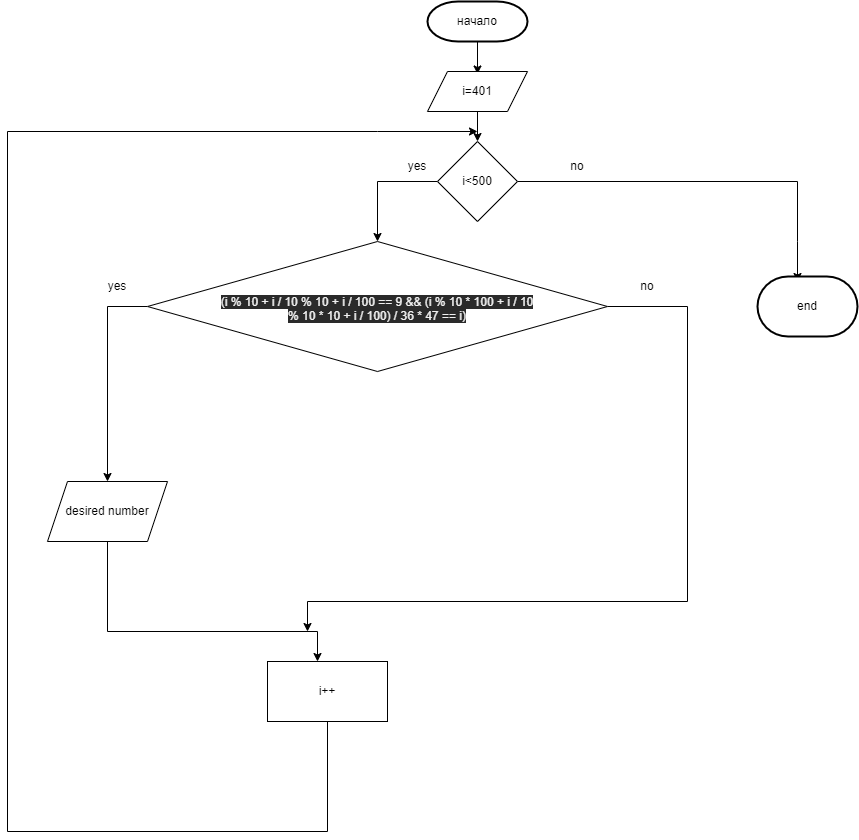 начало
i=401
yes
no
i<500
yes
no
(i % 10 + i / 10 % 10 + i / 100 == 9 && (i % 10 * 100 + i / 10
% 10 * 10 + i / 100) / 36 * 47 == i)
end
desired number
i++